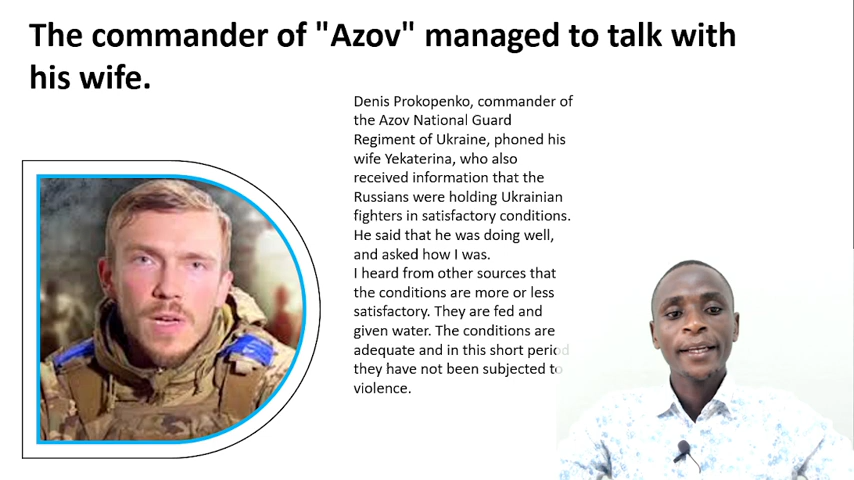 The commander of "Azov" managed to talk with
his wife.
Denis Prokopenko, commander of
the Azov National Guard
Regiment of Ukraine, phoned his
wife Yekaterina, who also
received information that the
Russians were holding Ukrainian
fighters in satisfactory conditions.
He said that he was doing well,
and asked how I was.
I heard from other sources that
the conditions are more or less
satisfactory. They are fed and
given water. The conditions are
adequate and in this short period
they have not been subjected to
violence.